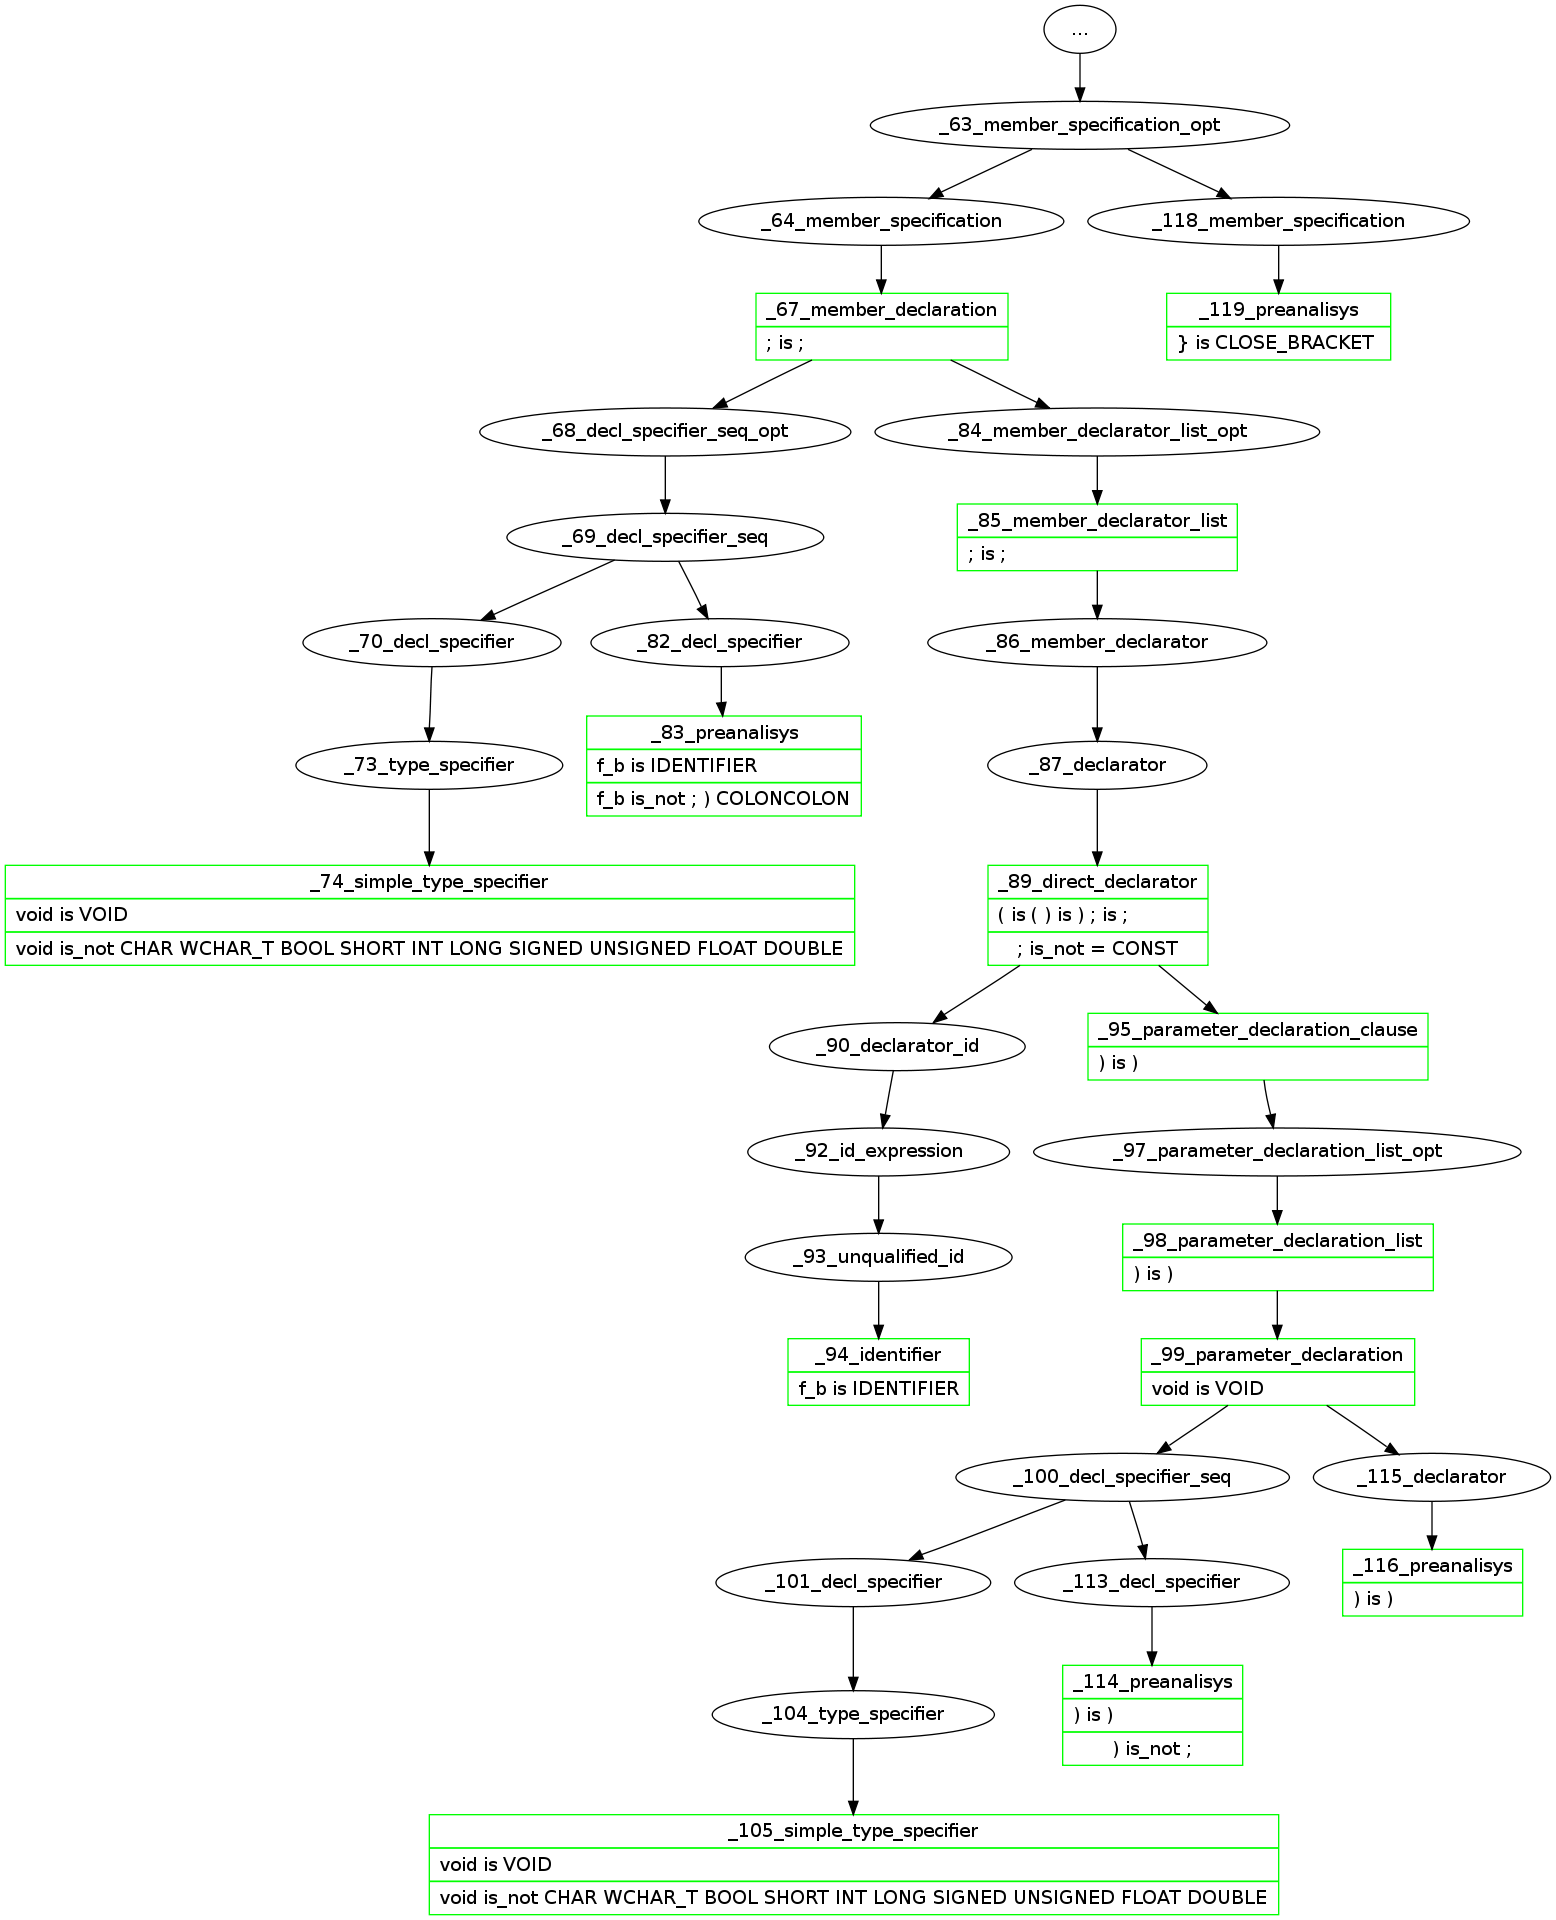 ...
_63_member_specification_opt
_64_member_specification
_118_member_specification
_67_member_declaration
; is ;
_119_preanalisys
} is CLOSE_BRACKET
_68_decl_specifier_seq_opt
_84_member_declarator_list_opt
_69_decl_specifier_seq
_85_member_declarator_list
; is ;
_70_decl_specifier
_82_decl_specifier
_86_member_declarator
_73_type_specifier
_83_preanalisys
f_b is IDENTIFIER
f_b is_not ; ) COLONCOLON
_87_declarator
_74_simple_type_specifier
void is VOID
void is_not CHAR WCHAR_T BOOL SHORT INT LONG SIGNED UNSIGNED FLOAT DOUBLE
_89_direct_declarator
( is ( ) is ) ; is ;
; is_not = CONST
_90_declarator_id
_95_parameter_declaration_clause
) is )
_92_id_expression
_97_parameter_declaration_list_opt
_93_unqualified_id
_98_parameter_declaration_list
) is )
_94_identifier
f_b is IDENTIFIER
_99_parameter_declaration
void is VOID
_100_decl_specifier_seq
_115_declarator
_101_decl_specifier
_113_decl_specifier
_116_preanalisys
) is )
_104_type_specifier
_114_preanalisys
) is )
) is_not ;
_105_simple_type_specifier
void is VOID
void is_not CHAR WCHAR_T BOOL SHORT INT LONG SIGNED UNSIGNED FLOAT DOUBLE